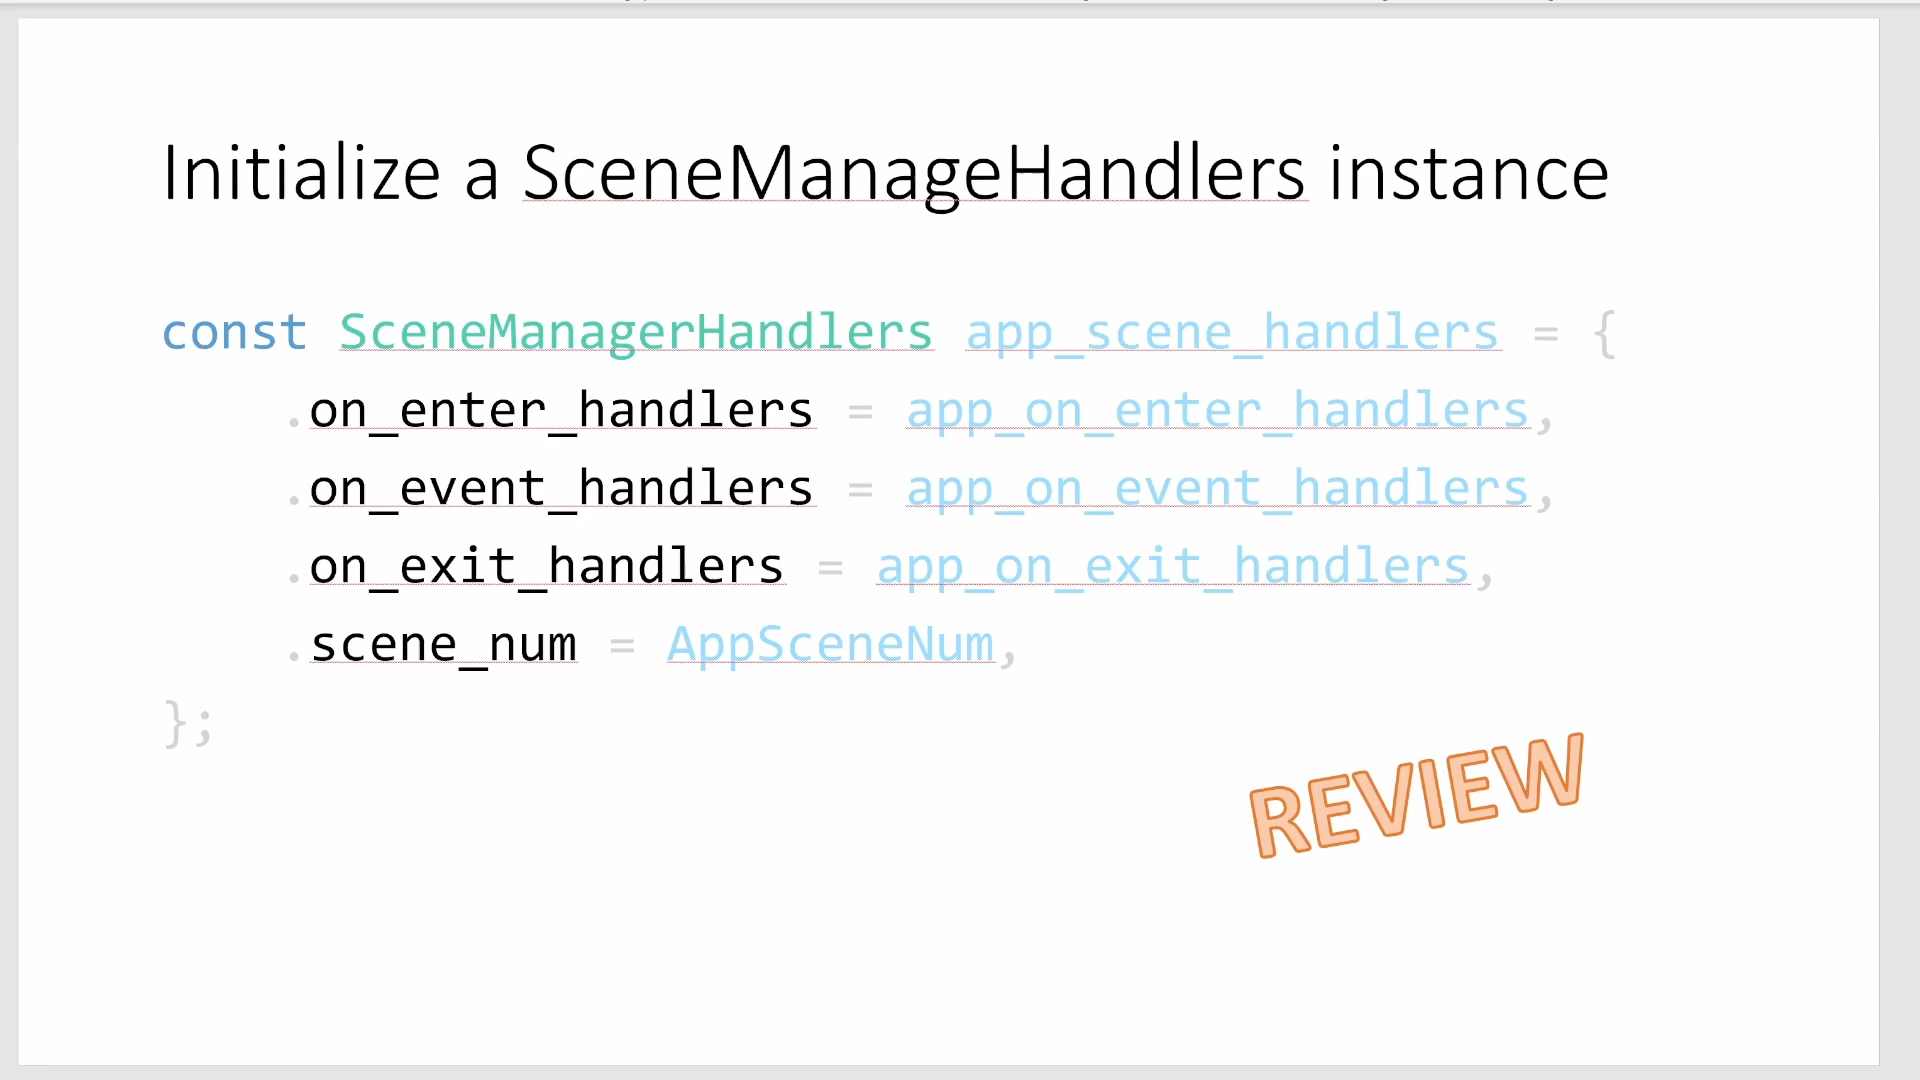 Initialize a SceneManageHandlers instance
const SceneManagerHandlers app_scene_handlers = {
    .on_enter_handlers = app_on_enter_handlers,
    .on_event_handlers = app_on_event_handlers,
    .on_exit_handlers = app_on_exit_handlers,
    .scene_num = AppSceneNum,
};
REVIEW